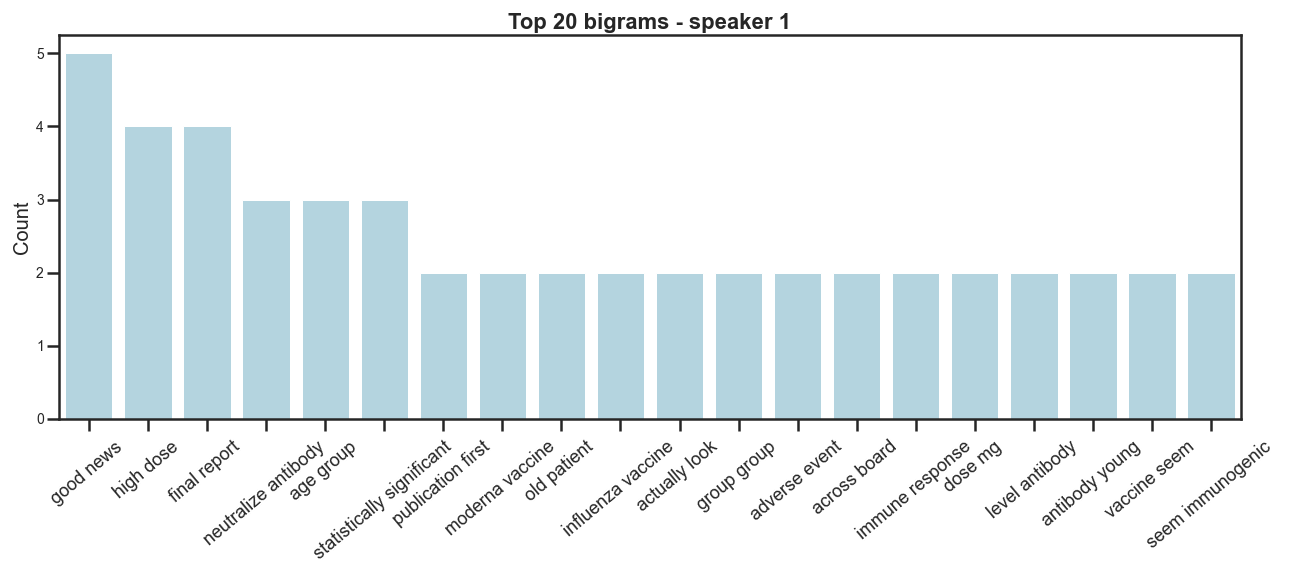 Top 20 bigrams - speaker 1
Count
5
4
3
2
1
0
good news
high dose
final report
neutralize antibody
age group
statistically significant
publication first
moderna vaccine
old patient
influenza vaccine
actually look
group group
adverse event
across board
immune response
dose mg
level antibody
antibody young
vaccine seem
seem immunogenic